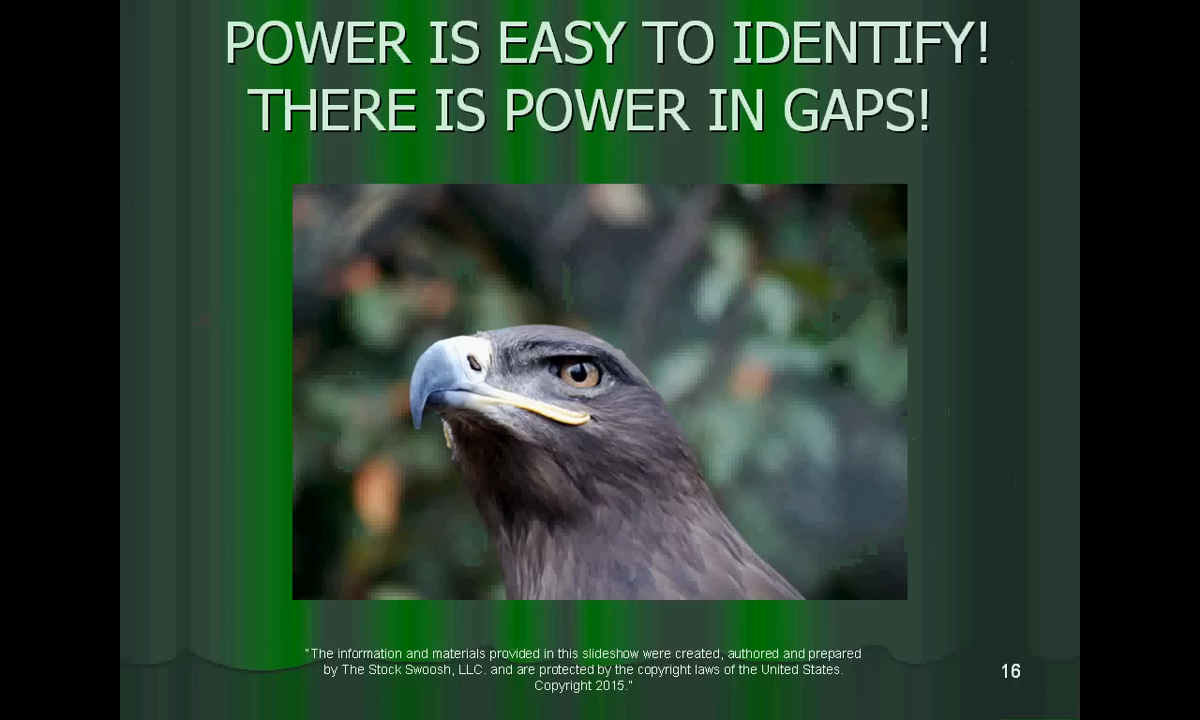 POWER IS EASY TO IDENTIFY!
THERE IS POWER IN GAPS!
"The information and materials provided in this slideshow were created, authored and prepared
by The Stock Swoosh, LLC. and are protected by the copyright laws of the United States.
Copyright 2015."
16